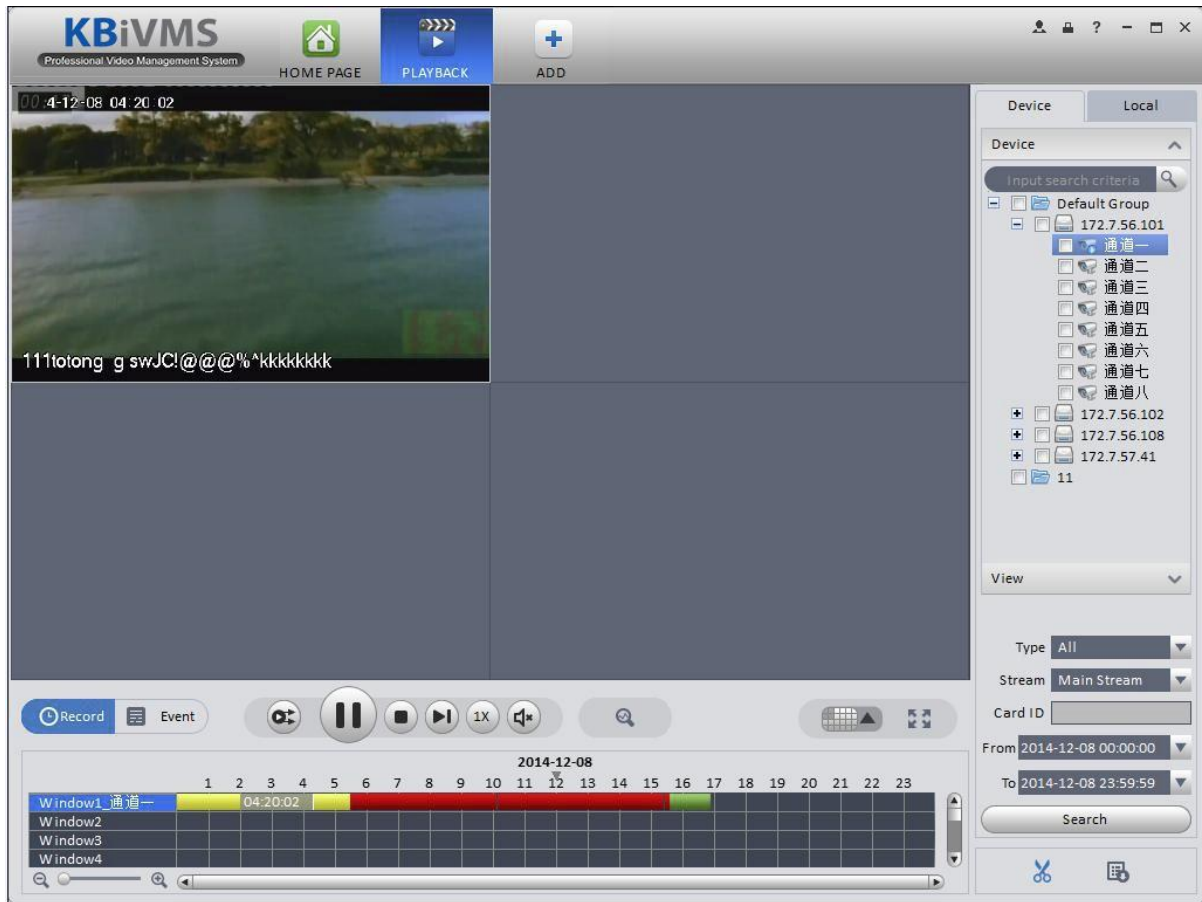 KBiVMS
Professional Video Management System
HOME PAGE
PLAYBACK
ADD
4-12-08 04:20:02
111totong g swJC!@@@%^kkkkkkkk
Device
Local
Device
Input search criteria
Default Group
172.7.56.101
通道一
通道二
通道三
通道四
通道五
通道六
通道七
通道八
172.7.56.102
172.7.56.108
172.7.57.41
11
View
Type All
Stream Main Stream
Card ID
From 2014-12-08 00:00:00
To 2014-12-08 23:59:59
Search
Record
Event
1X
2014-12-08
1 2 3 4 5 6 7 8 9 10 11 12 13 14 15 16 17 18 19 20 21 22 23
Window1_通道一 04:20:02
Window2
Window3
Window4